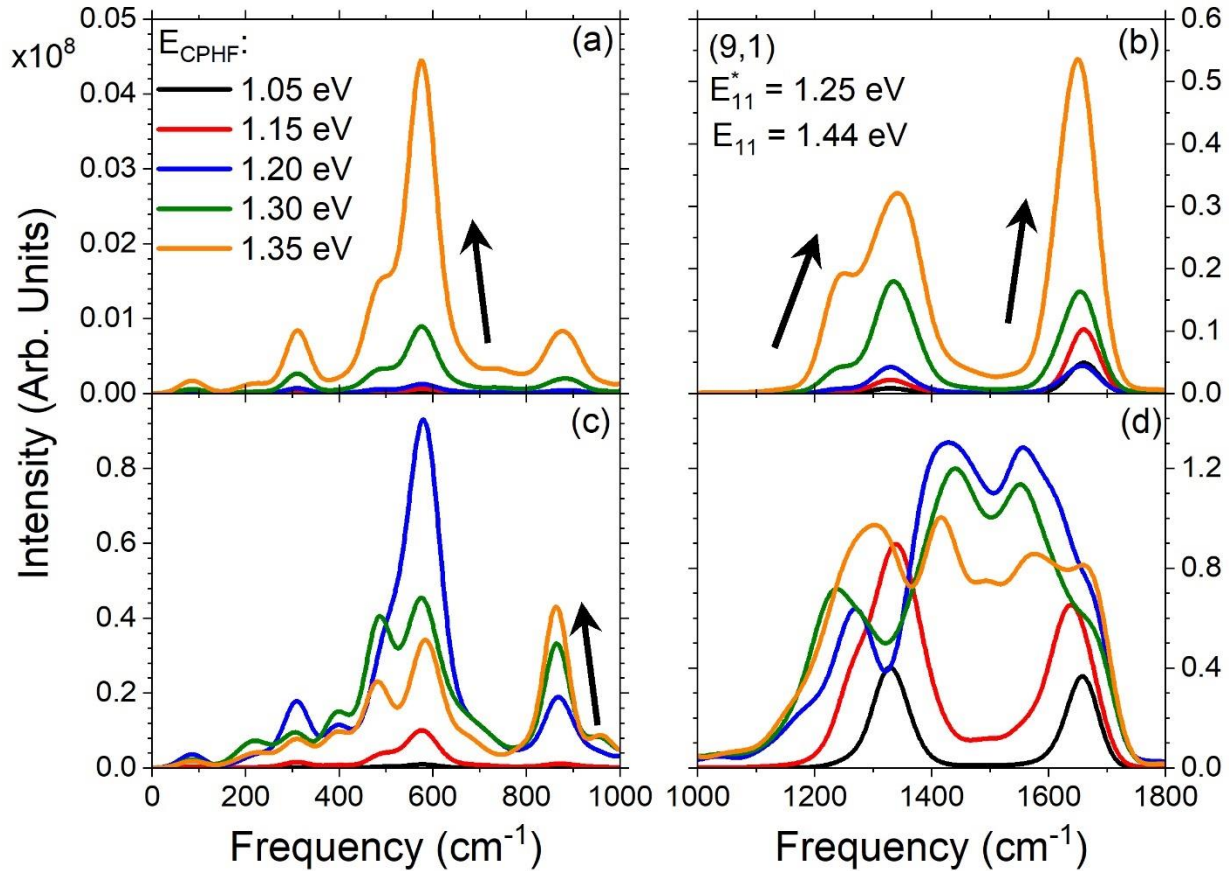 x10⁸
0.05
0.04
0.03
0.02
0.01
0.00
E_CPHF:
1.05 eV
1.15 eV
1.20 eV
1.30 eV
1.35 eV
(a)
(9,1)
E*₁₁ = 1.25 eV
E₁₁ = 1.44 eV
(b)
0.6
0.5
0.4
0.3
0.2
0.1
0.0
Intensity (Arb. Units)
0.8
0.6
0.4
0.2
0.0
(c)
(d)
1.2
0.8
0.4
0.0
0 200 400 600 800 1000
1000 1200 1400 1600 1800
Frequency (cm⁻¹)
Frequency (cm⁻¹)